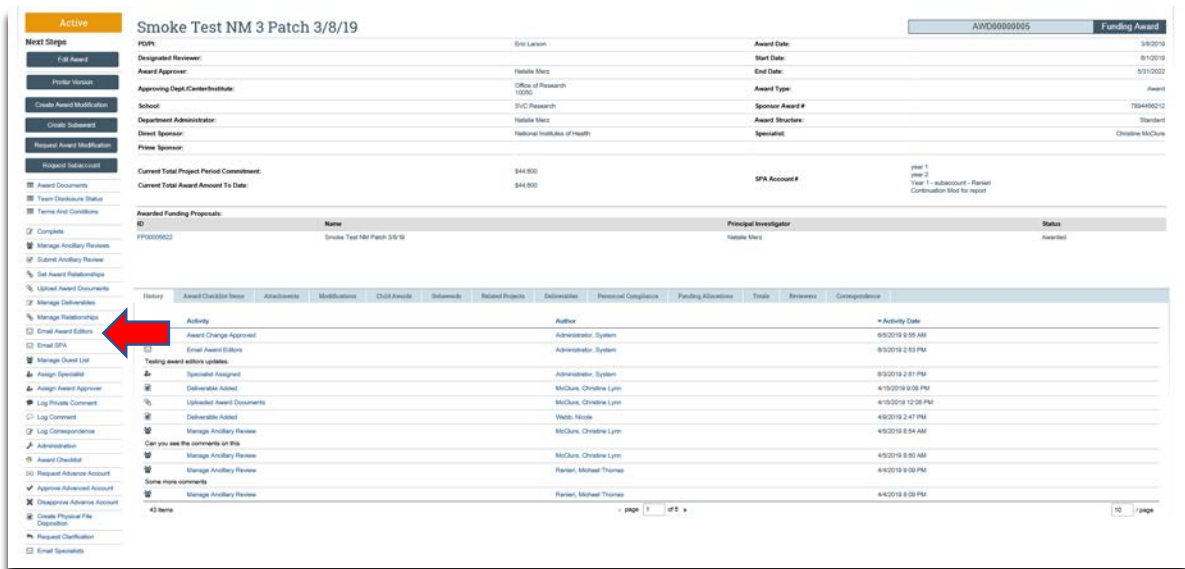 Active
Smoke Test NM 3 Patch 3/8/19
AWD00000005
Funding Award
Next Steps
Edit Award
Printer Version
Create Award Modification
Create Subaward
Request Award Modification
Request Subaccount
Award Documents
Team Disclosure Status
Terms And Conditions
Complete
Manage Ancillary Reviews
Submit Ancillary Review
Set Award Relationships
Upload Award Documents
Manage Deliverables
Manage Relationships
Email Award Editors
Email SPA
Manage Guest List
Assign Specialist
Assign Award Approver
Log Private Comment
Log Comment
Log Correspondence
Administration
Award Checklist
Request Advance Account
Approve Advanced Account
Disapprove Advance Account
Create Physical File
Disposition
Request Clarification
Email Specialists
PD/PI: Eric Larson Award Date: 3/8/2019
Designated Reviewer: Start Date: 6/1/2019
Award Approver: Natalie Merz End Date: 5/31/2022
Approving Dept./Center/Institute: Office of Research 10050 Award Type: Award
School: SVC Research Sponsor Award # 7894456212
Department Administrator: Natalie Merz Award Structure: Standard
Direct Sponsor: National Institutes of Health Specialist: Christine McClure
Prime Sponsor:
Current Total Project Period Commitment: $44,800
Current Total Award Amount To Date: $44,800
SPA Account #
year 1
year 2
Year 1 - subaccount - Ranieri
Continuation Mod for report
Awarded Funding Proposals:
ID Name Principal Investigator Status
FP00005622 Smoke Test NM Patch 3/8/19 Natalie Merz Awarded
History Award Checklist Items Attachments Modifications Child Awards Subawards Related Projects Deliverables Personnel Compliance Funding Allocations Totals Reviewers Correspondence
Activity Author Activity Date
Award Change Approved Administrator, System 6/5/2019 9:55 AM
Email Award Editors Administrator, System 6/3/2019 2:53 PM
Testing award editors updates.
Specialist Assigned Administrator, System 6/3/2019 2:51 PM
Deliverable Added McClure, Christine Lynn 4/15/2019 9:08 PM
Uploaded Award Documents McClure, Christine Lynn 4/15/2019 12:05 PM
Deliverable Added Webb, Nicole 4/9/2019 2:47 PM
Manage Ancillary Review McClure, Christine Lynn 4/5/2019 8:54 AM
Can you see the comments on this
Manage Ancillary Review McClure, Christine Lynn 4/5/2019 8:50 AM
Manage Ancillary Review Ranieri, Michael Thomas 4/4/2019 9:09 PM
Some more comments
Manage Ancillary Review Ranieri, Michael Thomas 4/4/2019 8:09 PM
43 items page 1 of 5 10 / page